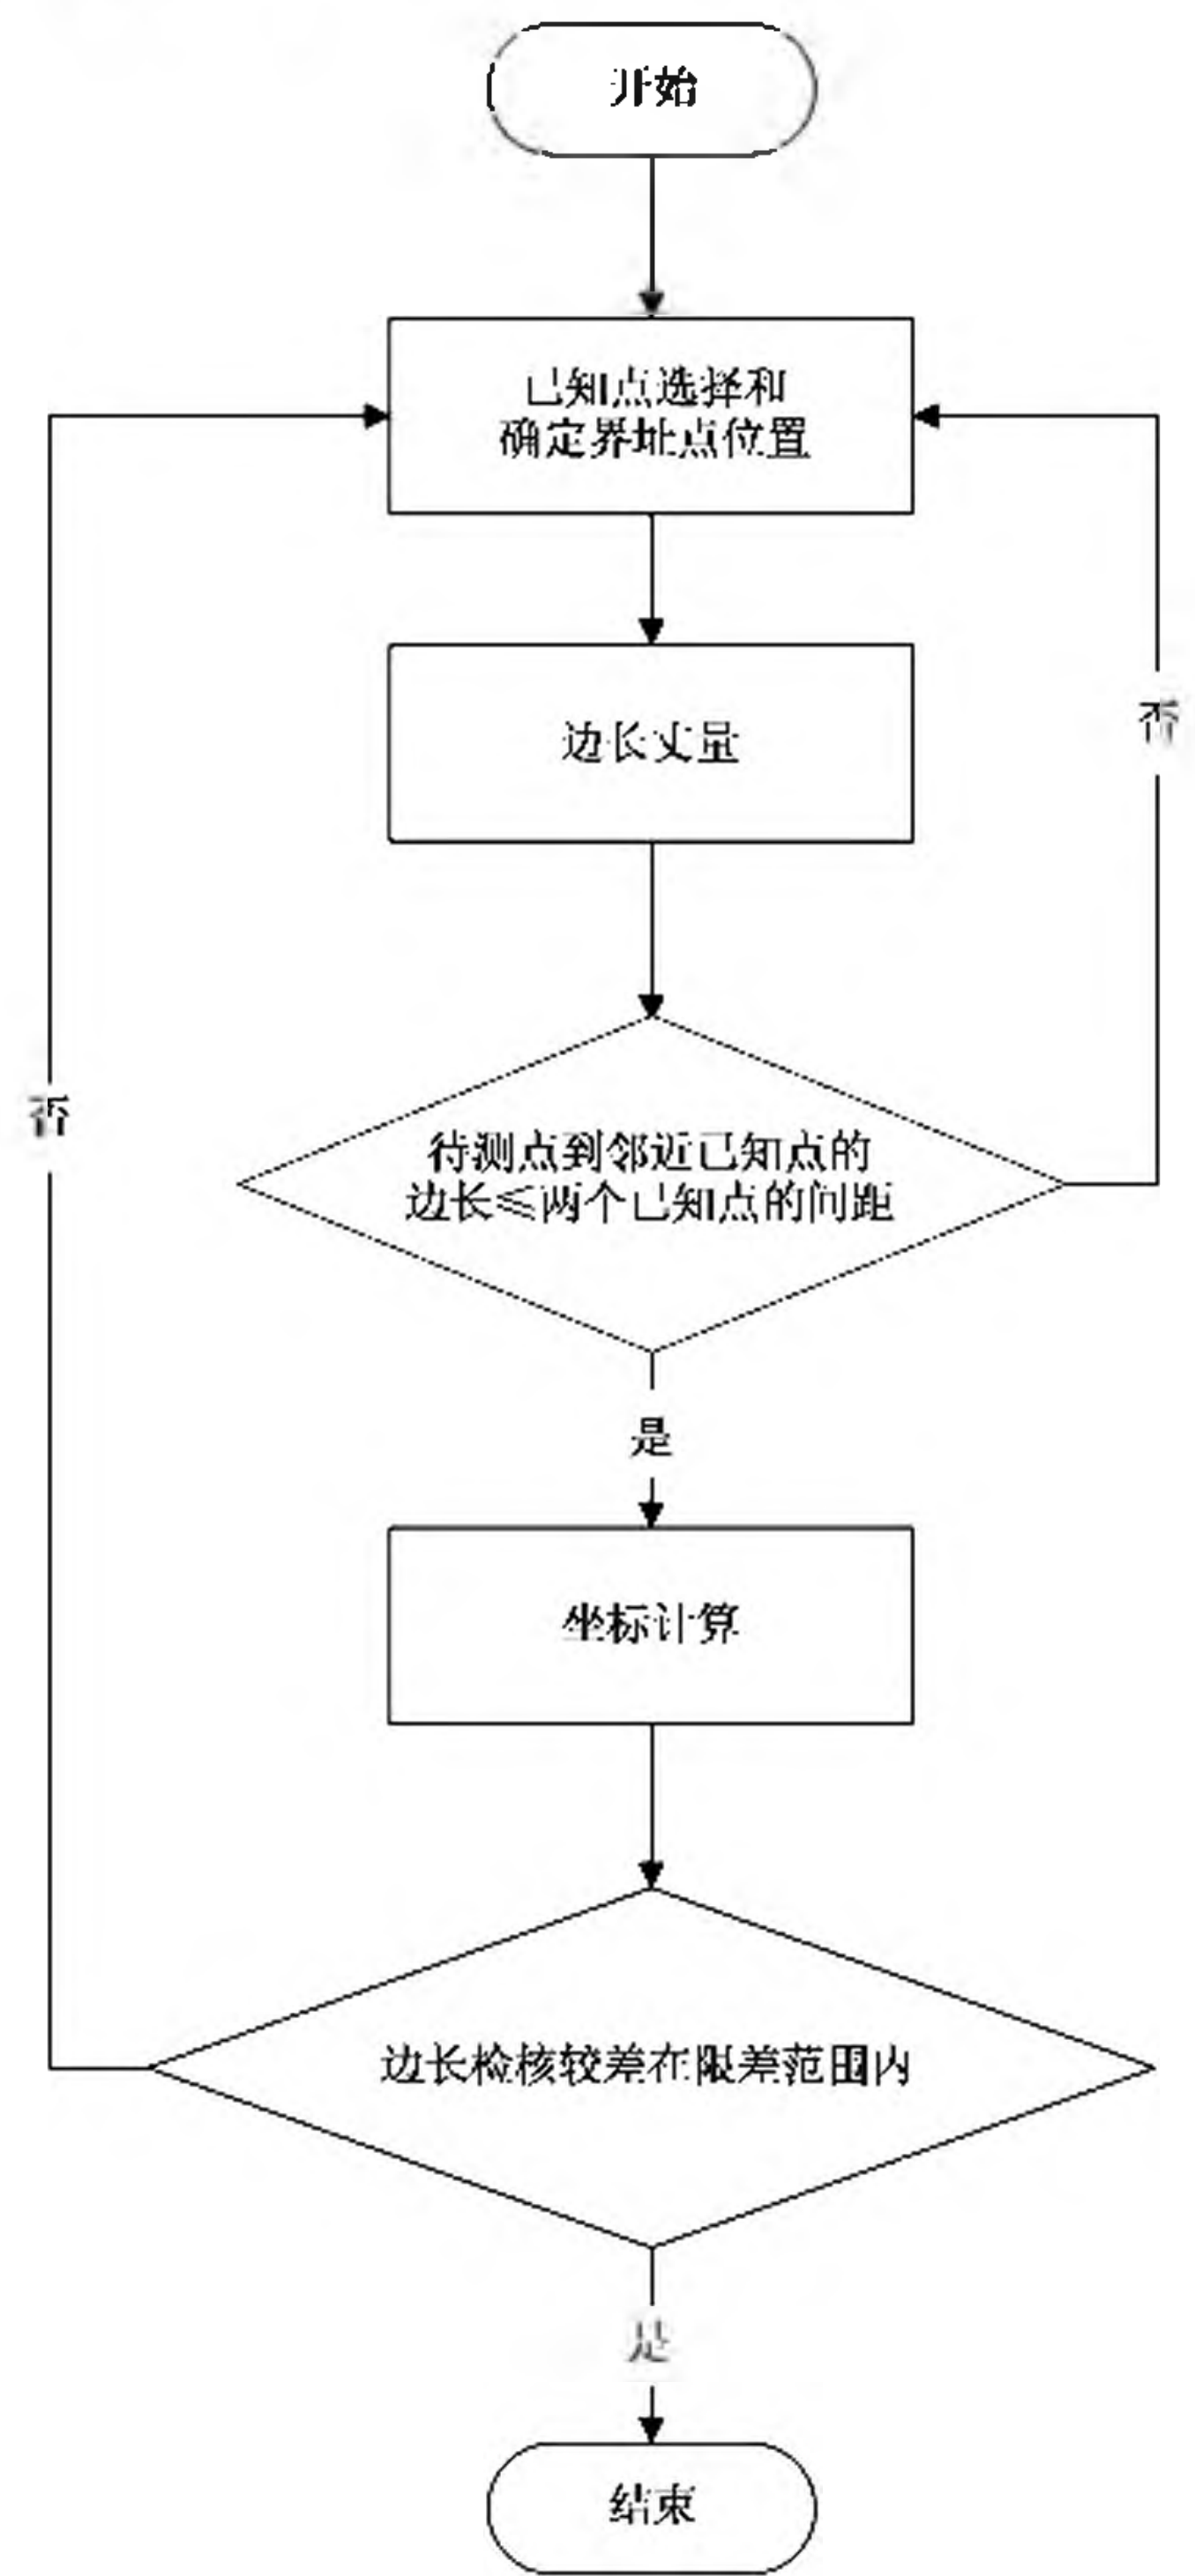 开始
已知点选择和
确定界址点位置
边长丈量
否
否
待测点到邻近已知点的
边长≤两个已知点的间距
是
坐标计算
边长检核较差在限差范围内
是
结束